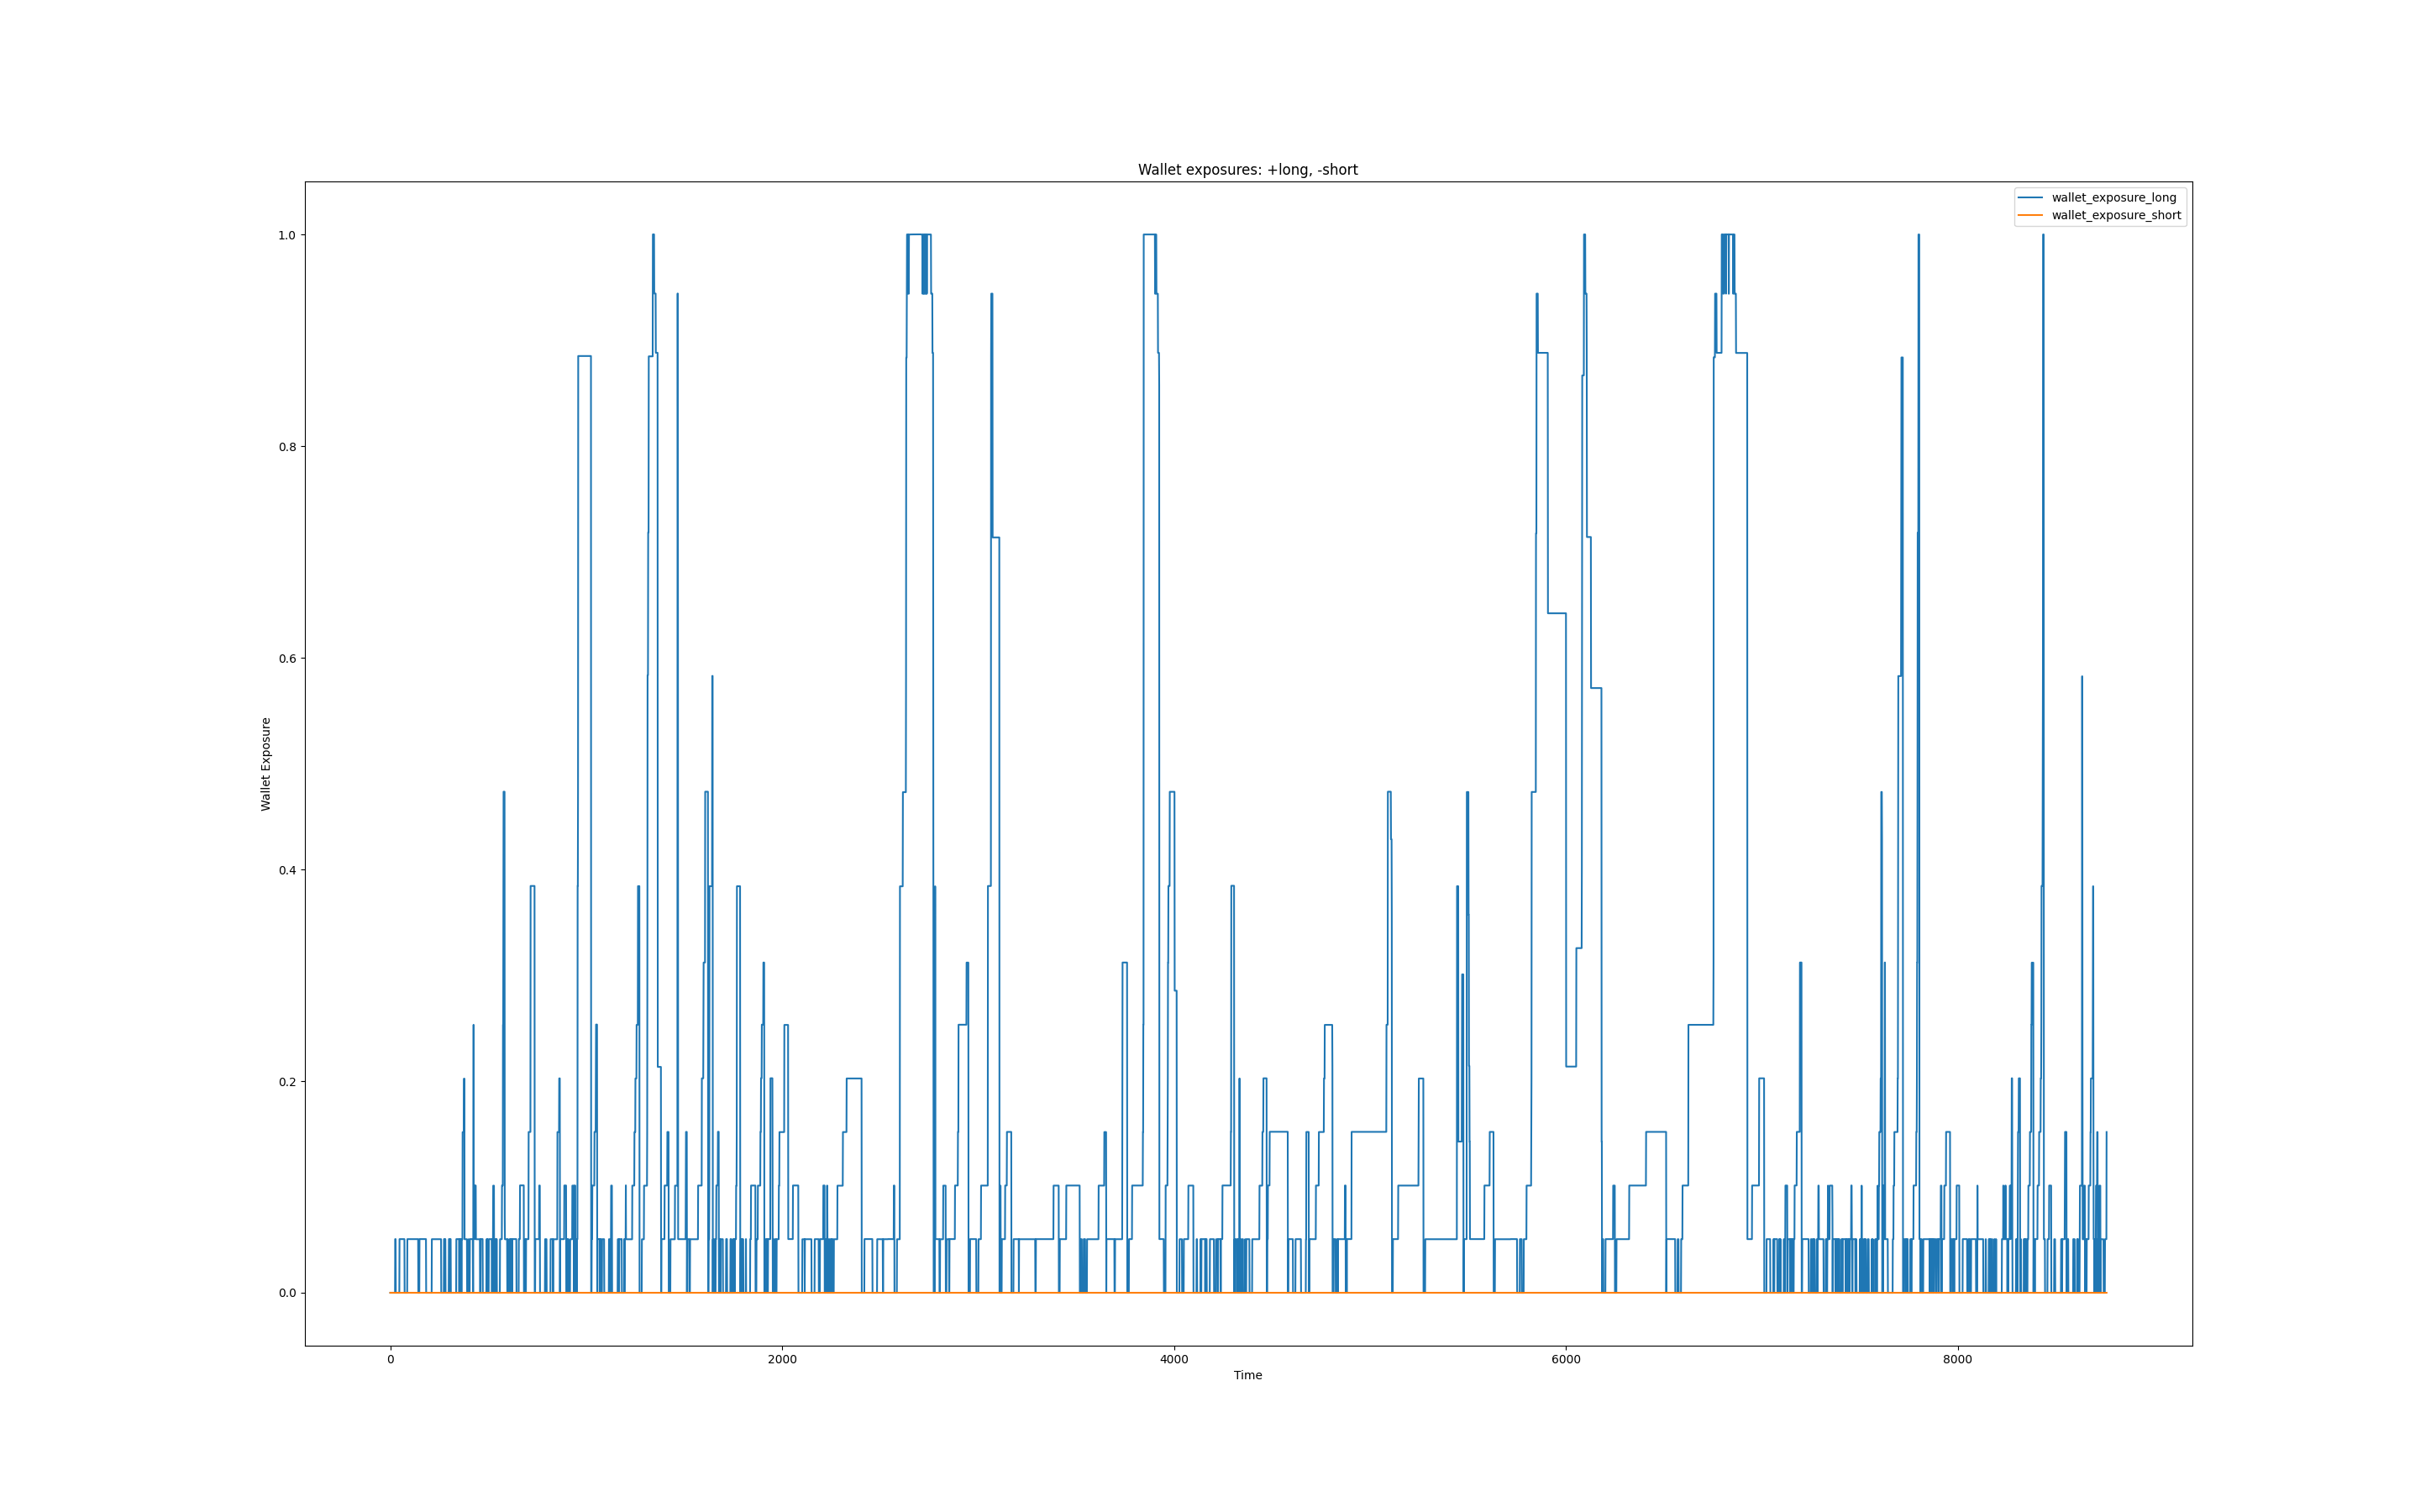 Wallet exposures: +long, -short
wallet_exposure_long
wallet_exposure_short
1.0
0.8
0.6
0.4
0.2
0.0
Wallet Exposure
0 2000 4000 6000 8000
Time